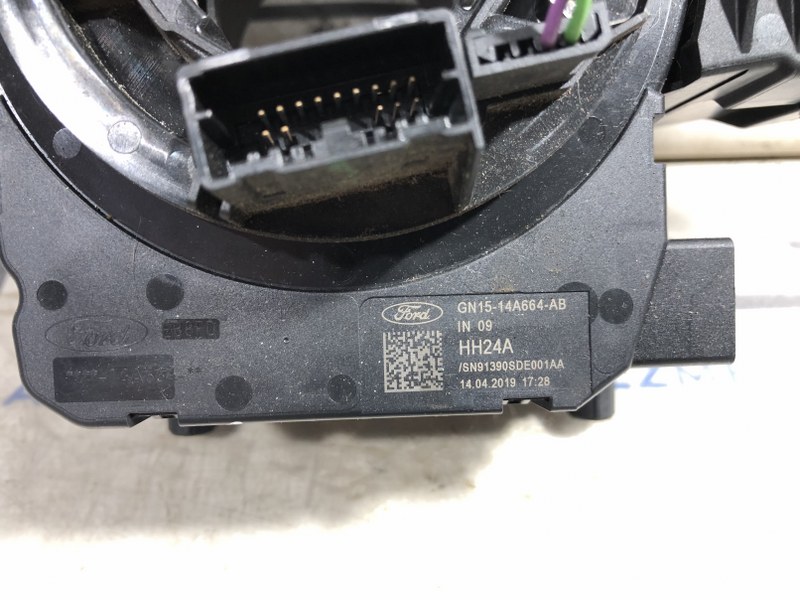 Ford
GN15-14A664-AB
IN 09
HH24A
/SN91390SDE001AA
14.04.2019 17:28